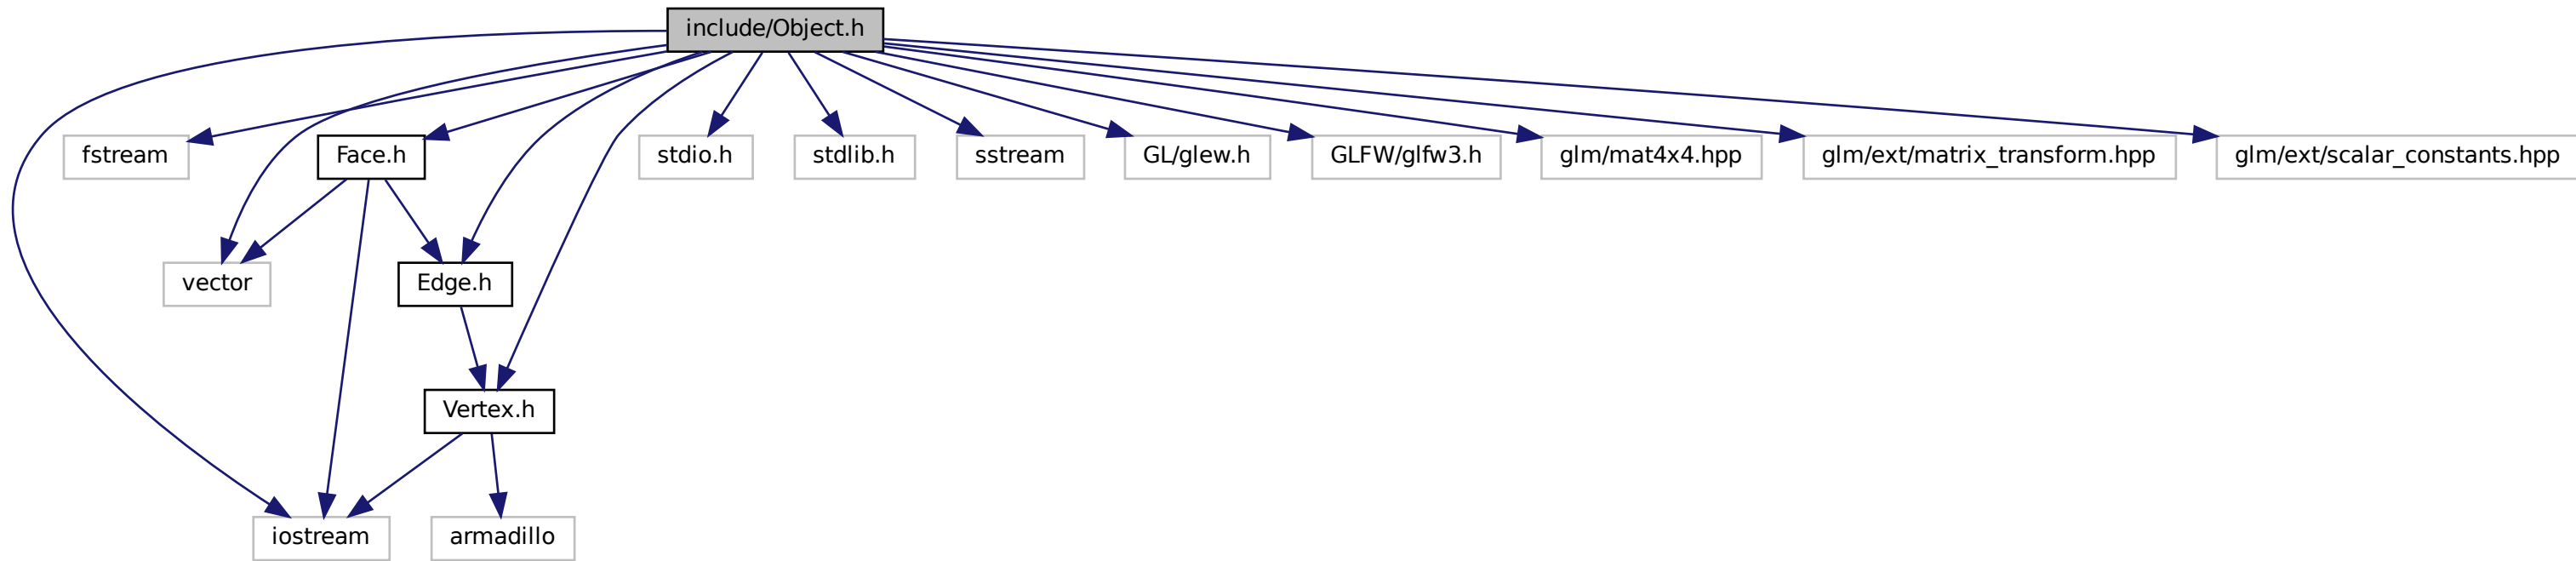 include/Object.h
fstream
Face.h
stdio.h
stdlib.h
sstream
GL/glew.h
GLFW/glfw3.h
glm/mat4x4.hpp
glm/ext/matrix_transform.hpp
glm/ext/scalar_constants.hpp
vector
Edge.h
Vertex.h
iostream
armadillo